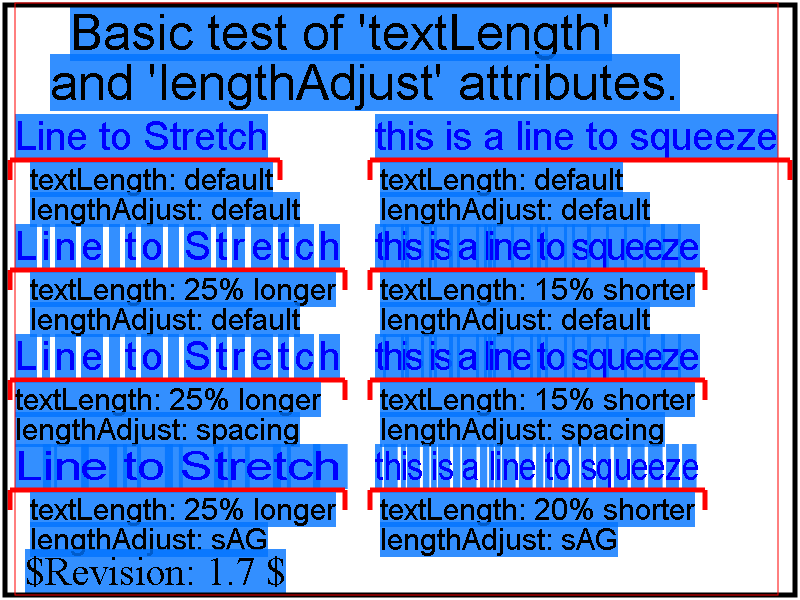 Basic test of 'textLength'
and 'lengthAdjust' attributes.
Line to Stretch
textLength: default
lengthAdjust: default
this is a line to squeeze
textLength: default
lengthAdjust: default
Line to Stretch
textLength: 25% longer
lengthAdjust: default
this is a line to squeeze
textLength: 15% shorter
lengthAdjust: default
Line to Stretch
textLength: 25% longer
lengthAdjust: spacing
this is a line to squeeze
textLength: 15% shorter
lengthAdjust: spacing
Line to Stretch
textLength: 25% longer
lengthAdjust: sAG
this is a line to squeeze
textLength: 20% shorter
lengthAdjust: sAG
$Revision: 1.7 $